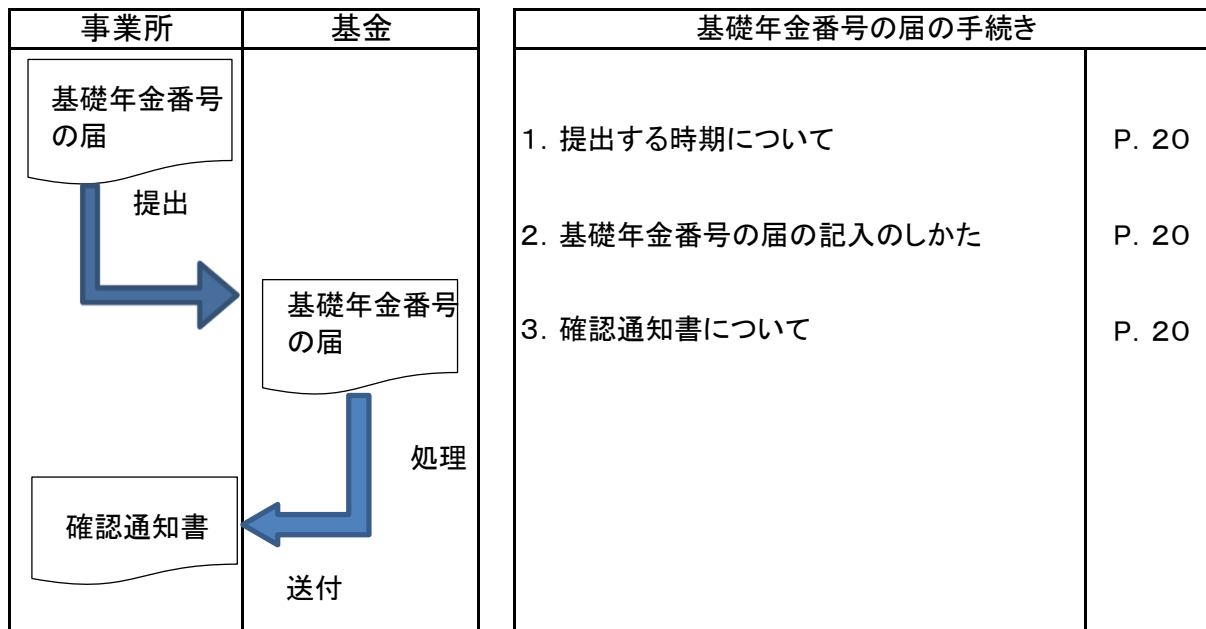 事業所
基金
基礎年金番号
の届
提出
基礎年金番号
の届
処理
確認通知書
送付
基礎年金番号の届の手続き
１．提出する時期について
Ｐ．２０
２．基礎年金番号の届の記入のしかた
Ｐ．２０
３．確認通知書について
Ｐ．２０